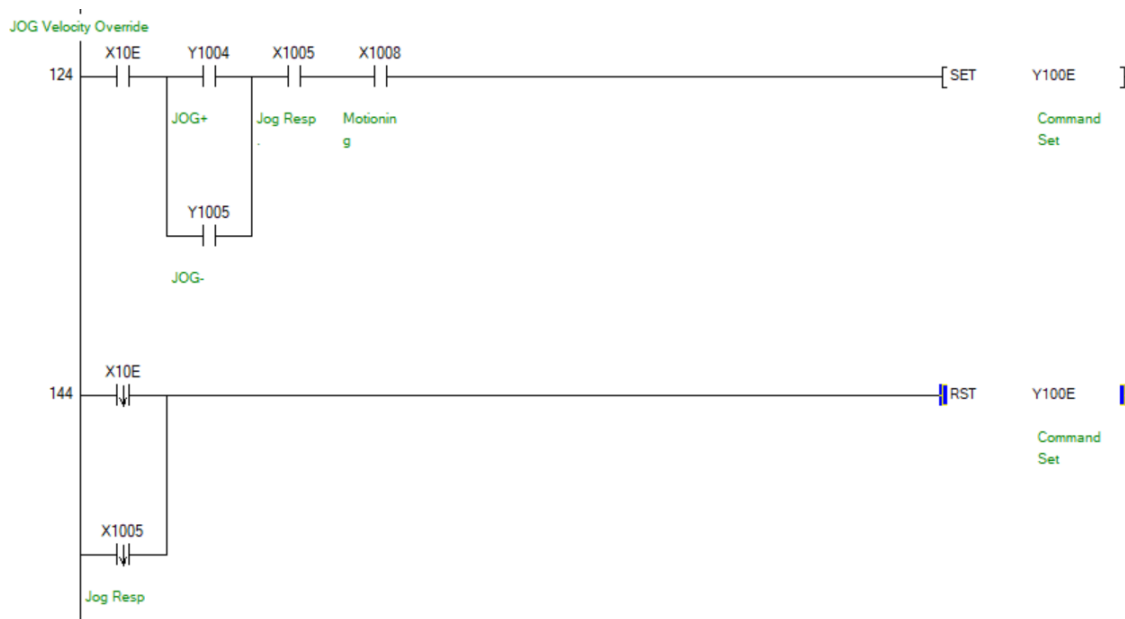 JOG Velocity Override
X10E Y1004 X1005 X1008
124 SET Y100E
JOG+ Jog Resp Motionin Command
. g Set
Y1005
JOG-
X10E
144 RST Y100E
Command
Set
X1005
Jog Resp